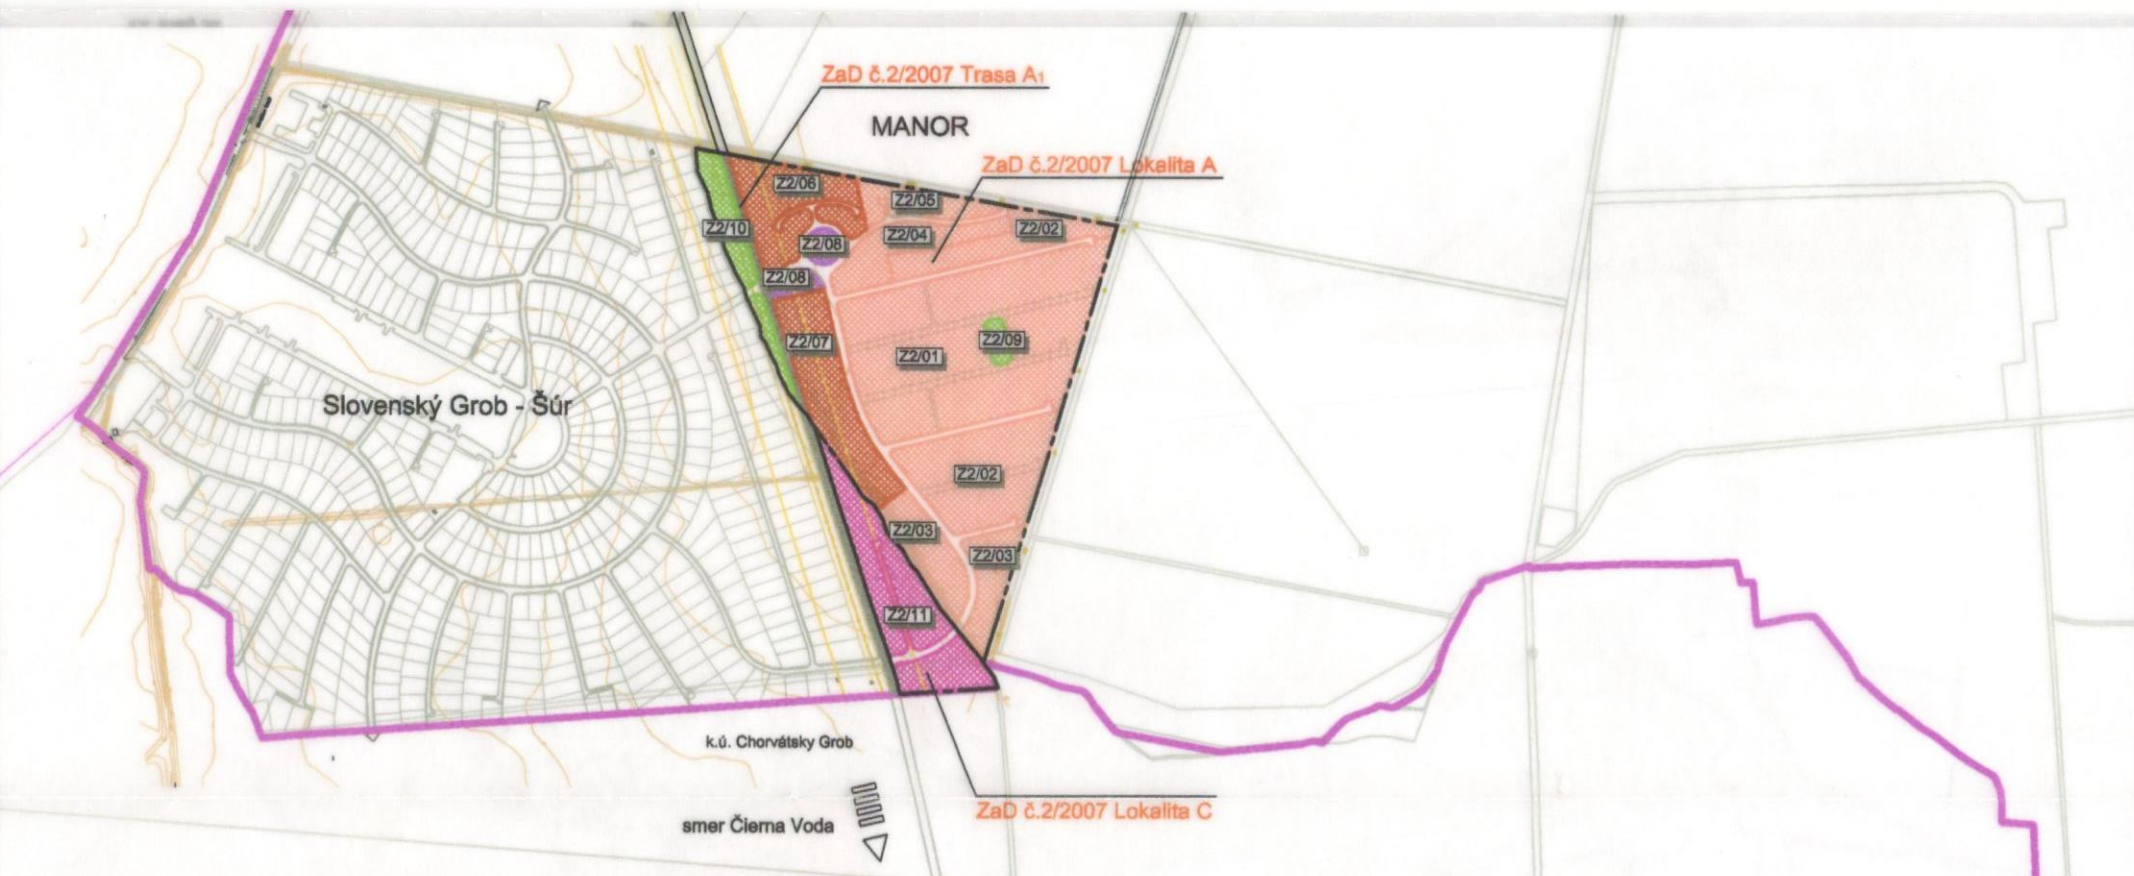 ZaD č.2/2007 Trasa A1
MANOR
ZaD č.2/2007 Lokalita A
Z2/06
Z2/05
Z2/10
Z2/04
Z2/02
Z2/08
Z2/08
Z2/07
Z2/09
Z2/01
Slovenský Grob - Šúr
Z2/02
Z2/03
Z2/03
Z2/11
k.ú. Chorvátsky Grob
ZaD č.2/2007 Lokalita C
smer Čierna Voda